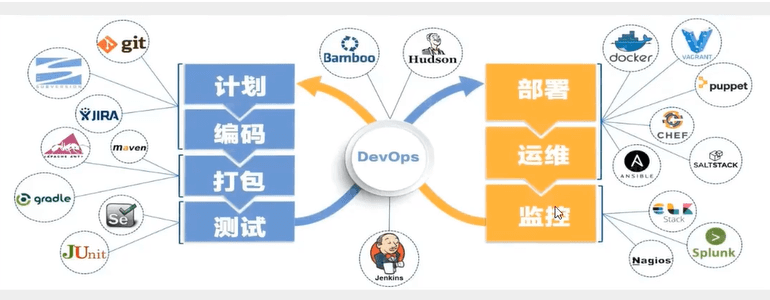 git
SUBVERSION
JIRA
APACHE ANT
maven
gradle
Se
JUnit
计划
编码
打包
测试
Bamboo
Hudson
DevOps
Jenkins
部署
运维
监控
docker
VAGRANT
puppet
CHEF
ANSIBLE
SALTSTACK
ELK
Stack
Splunk
Nagios